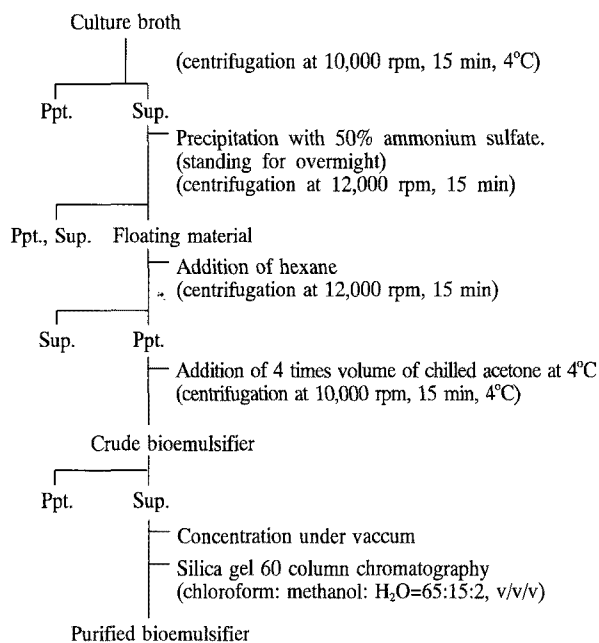 Culture broth
(centrifugation at 10,000 rpm, 15 min, 4°C)
Ppt. Sup.
Precipitation with 50% ammonium sulfate.
(standing for overmight)
(centrifugation at 12,000 rpm, 15 min)
Ppt., Sup. Floating material
Addition of hexane
(centrifugation at 12,000 rpm, 15 min)
Sup. Ppt.
Addition of 4 times volume of chilled acetone at 4°C
(centrifugation at 10,000 rpm, 15 min, 4°C)
Crude bioemulsifier
Ppt. Sup.
Concentration under vaccum
Silica gel 60 column chromatography
(chloroform: methanol: H₂O=65:15:2, v/v/v)
Purified bioemulsifier